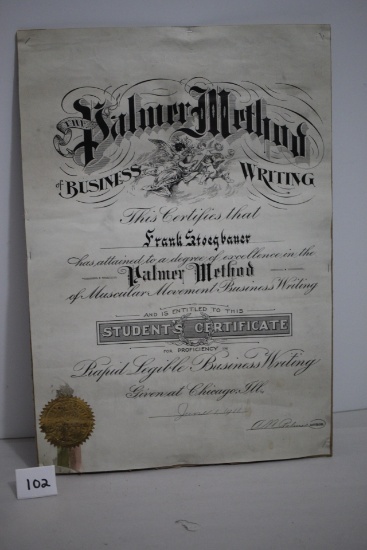 THE
Palmer Method
of BUSINESS WRITING
This Certifies that
Frank Stoegbauer
has attained to a degree of excellence in the
Palmer Method
of Muscular Movement Business Writing
AND IS ENTITLED TO THIS
STUDENT'S CERTIFICATE
FOR PROFICIENCY IN
Rapid Legible Business Writing
Given at Chicago, Ill.
102